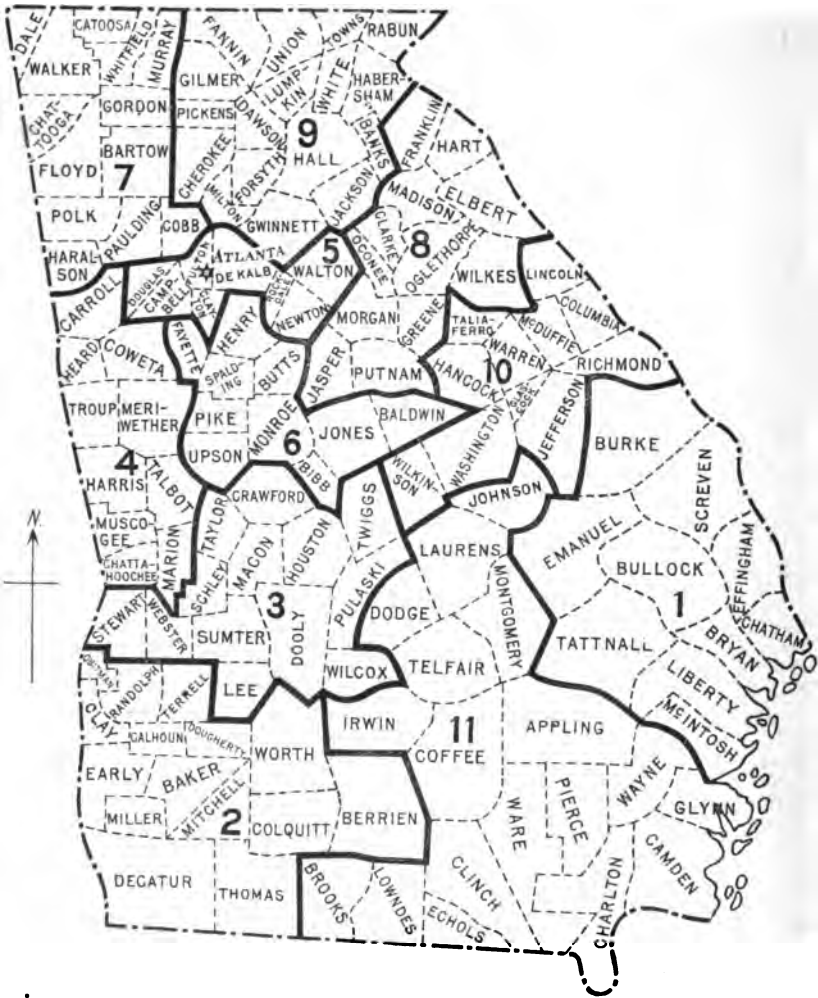 DALE
CATOOSA
WHITFIELD
MURRAY
WALKER
CHAT-
TOOGA
GORDON
FLOYD
BARTOW
7
POLK
PAULDING
HARAL-
SON
COBB
FANNIN
UNION
TOWNS
RABUN
GILMER
LUMP-
KIN
WHITE
HABER-
SHAM
PICKENS
DAWSON
9
HALL
BANKS
CHEROKEE
FORSYTH
MILTON
JACKSON
GWINNETT
FRANKLIN
HART
MADISON
ELBERT
CLARKE
8
OCONEE
OGLETHORPE
WILKES
LINCOLN
MORGAN
GREENE
JASPER
PUTNAM
5
WALTON
ATLANTA
DE KALB
FULTON
DOUGLAS
CAMP-
BELL
CLAY-
TON
ROCK-
DALE
NEWTON
CARROLL
HEARD
COWETA
FAYETTE
HENRY
SPALD-
ING
BUTTS
TROUP
MERI-
WETHER
PIKE
MONROE
6
JONES
BALDWIN
UPSON
BIBB
4
HARRIS
TALBOT
MUSCO-
GEE
CHATTA-
HOOCHEE
MARION
TALIA-
FERRO
McDUFFIE
COLUMBIA
WARREN
10
RICHMOND
HANCOCK
GLAS-
COCK
JEFFERSON
WASHINGTON
WILKIN-
SON
BURKE
SCREVEN
JOHNSON
EMANUEL
BULLOCK
1
EFFINGHAM
CHATHAM
BRYAN
TATTNALL
LIBERTY
McINTOSH
N.
TAYLOR
CRAWFORD
TWIGGS
HOUSTON
MACON
SCHLEY
3
PULASKI
STEWART
WEBSTER
SUMTER
DOOLY
WILCOX
LEE
LAURENS
MONTGOMERY
DODGE
TELFAIR
IRWIN
11
COFFEE
APPLING
WAYNE
PIERCE
WARE
GLYNN
CAMDEN
CHARLTON
CLINCH
ECHOLS
LOWNDES
BROOKS
BERRIEN
QUITMAN
RANDOLPH
TERRELL
CLAY
CALHOUN
DOUGHERTY
WORTH
EARLY
BAKER
MITCHELL
MILLER
2
COLQUITT
DECATUR
THOMAS